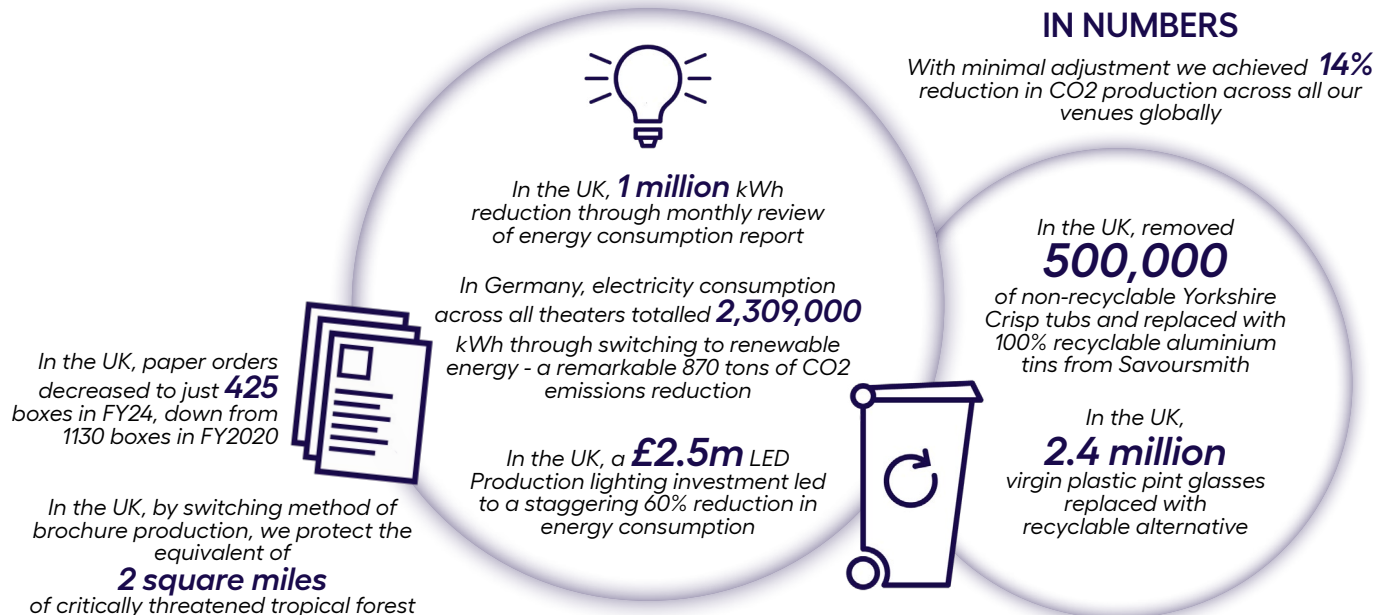 IN NUMBERS
With minimal adjustment we achieved 14%
reduction in CO2 production across all our
venues globally
In the UK, 1 million kWh
reduction through monthly review
of energy consumption report
In Germany, electricity consumption
across all theaters totalled 2,309,000
kWh through switching to renewable
energy - a remarkable 870 tons of CO2
emissions reduction
In the UK, a £2.5m LED
Production lighting investment led
to a staggering 60% reduction in
energy consumption
In the UK, paper orders
decreased to just 425
boxes in FY24, down from
1130 boxes in FY2020
In the UK, by switching method of
brochure production, we protect the
equivalent of
2 square miles
of critically threatened tropical forest
In the UK, removed
500,000
of non-recyclable Yorkshire
Crisp tubs and replaced with
100% recyclable aluminium
tins from Savoursmith
In the UK,
2.4 million
virgin plastic pint glasses
replaced with
recyclable alternative